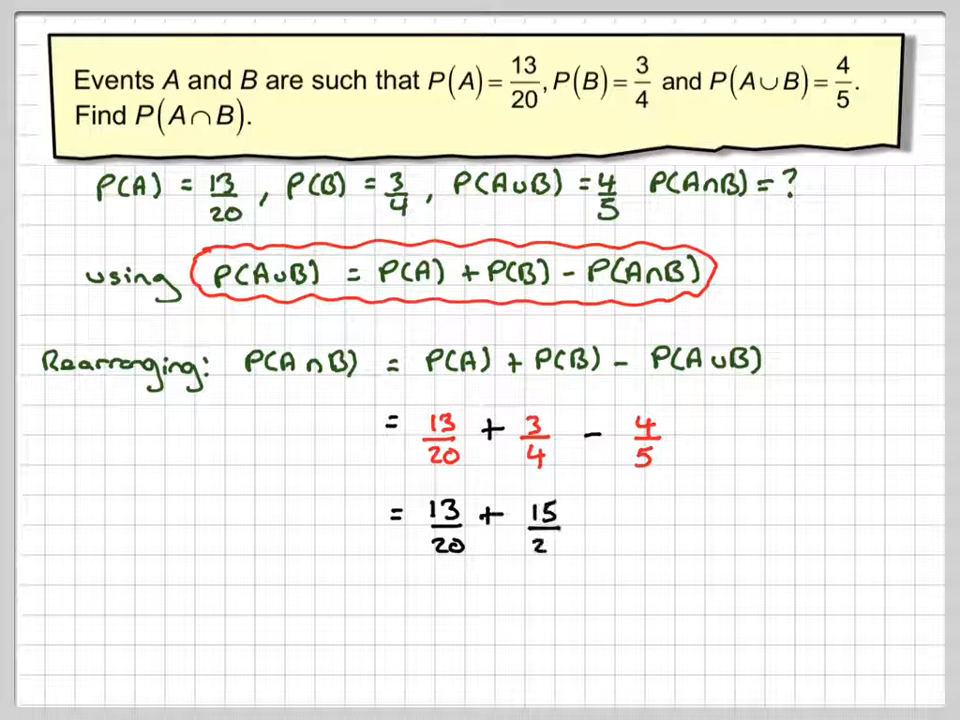 Events A and B are such that P(A)=13/20, P(B)=3/4 and P(A∪B)=4/5.
Find P(A∩B).
P(A) = 13/20, P(B) = 3/4, P(A∪B) = 4/5 P(A∩B) = ?
using P(A∪B) = P(A) + P(B) - P(A∩B)
Rearranging: P(A∩B) = P(A) + P(B) - P(A∪B)
= 13/20 + 3/4 - 4/5
= 13/20 + 15/2